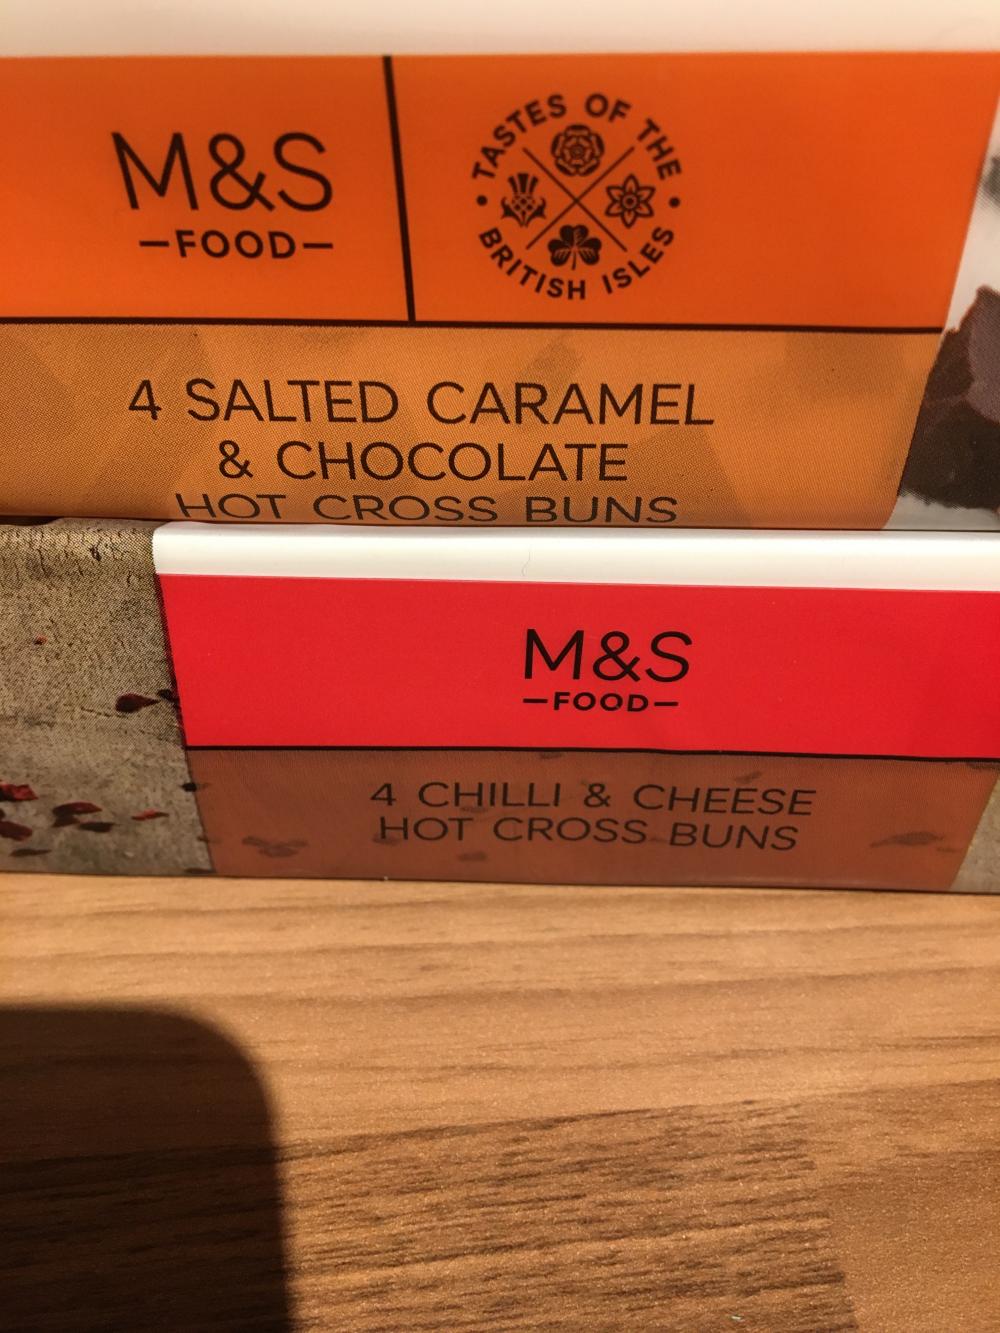 M&S
—FOOD—
TASTES OF THE
• BRITISH ISLES •
4 SALTED CARAMEL
& CHOCOLATE
HOT CROSS BUNS
M&S
—FOOD—
4 CHILLI & CHEESE
HOT CROSS BUNS